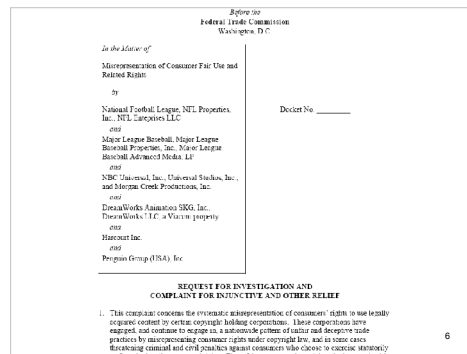 Before the
Federal Trade Commission
Washington, D.C.
In the Matter of
Misrepresentation of Consumer Fair Use and
Related Rights
by
National Football League, NFL Properties,
Inc., NFL Enterprises LLC
and
Major League Baseball, Major League
Baseball Properties, Inc., Major League
Baseball Advanced Media, LP
and
NBC Universal, Inc., Universal Studios, Inc.,
and Morgan Creek Productions, Inc.
and
DreamWorks Animation SKG, Inc.,
DreamWorks LLC, a Viacom property
and
Harcourt Inc.
and
Penguin Group (USA), Inc
Docket No. ________
REQUEST FOR INVESTIGATION AND
COMPLAINT FOR INJUNCTIVE AND OTHER RELIEF
1. This complaint concerns the systematic misrepresentation of consumers' rights to use legally
acquired content by certain copyright holding corporations. These corporations have
engaged, and continue to engage in, a nationwide pattern of unfair and deceptive trade
practices by misrepresenting consumer rights under copyright law, and in some cases
threatening criminal and civil penalties against consumers who choose to exercise statutorily
6